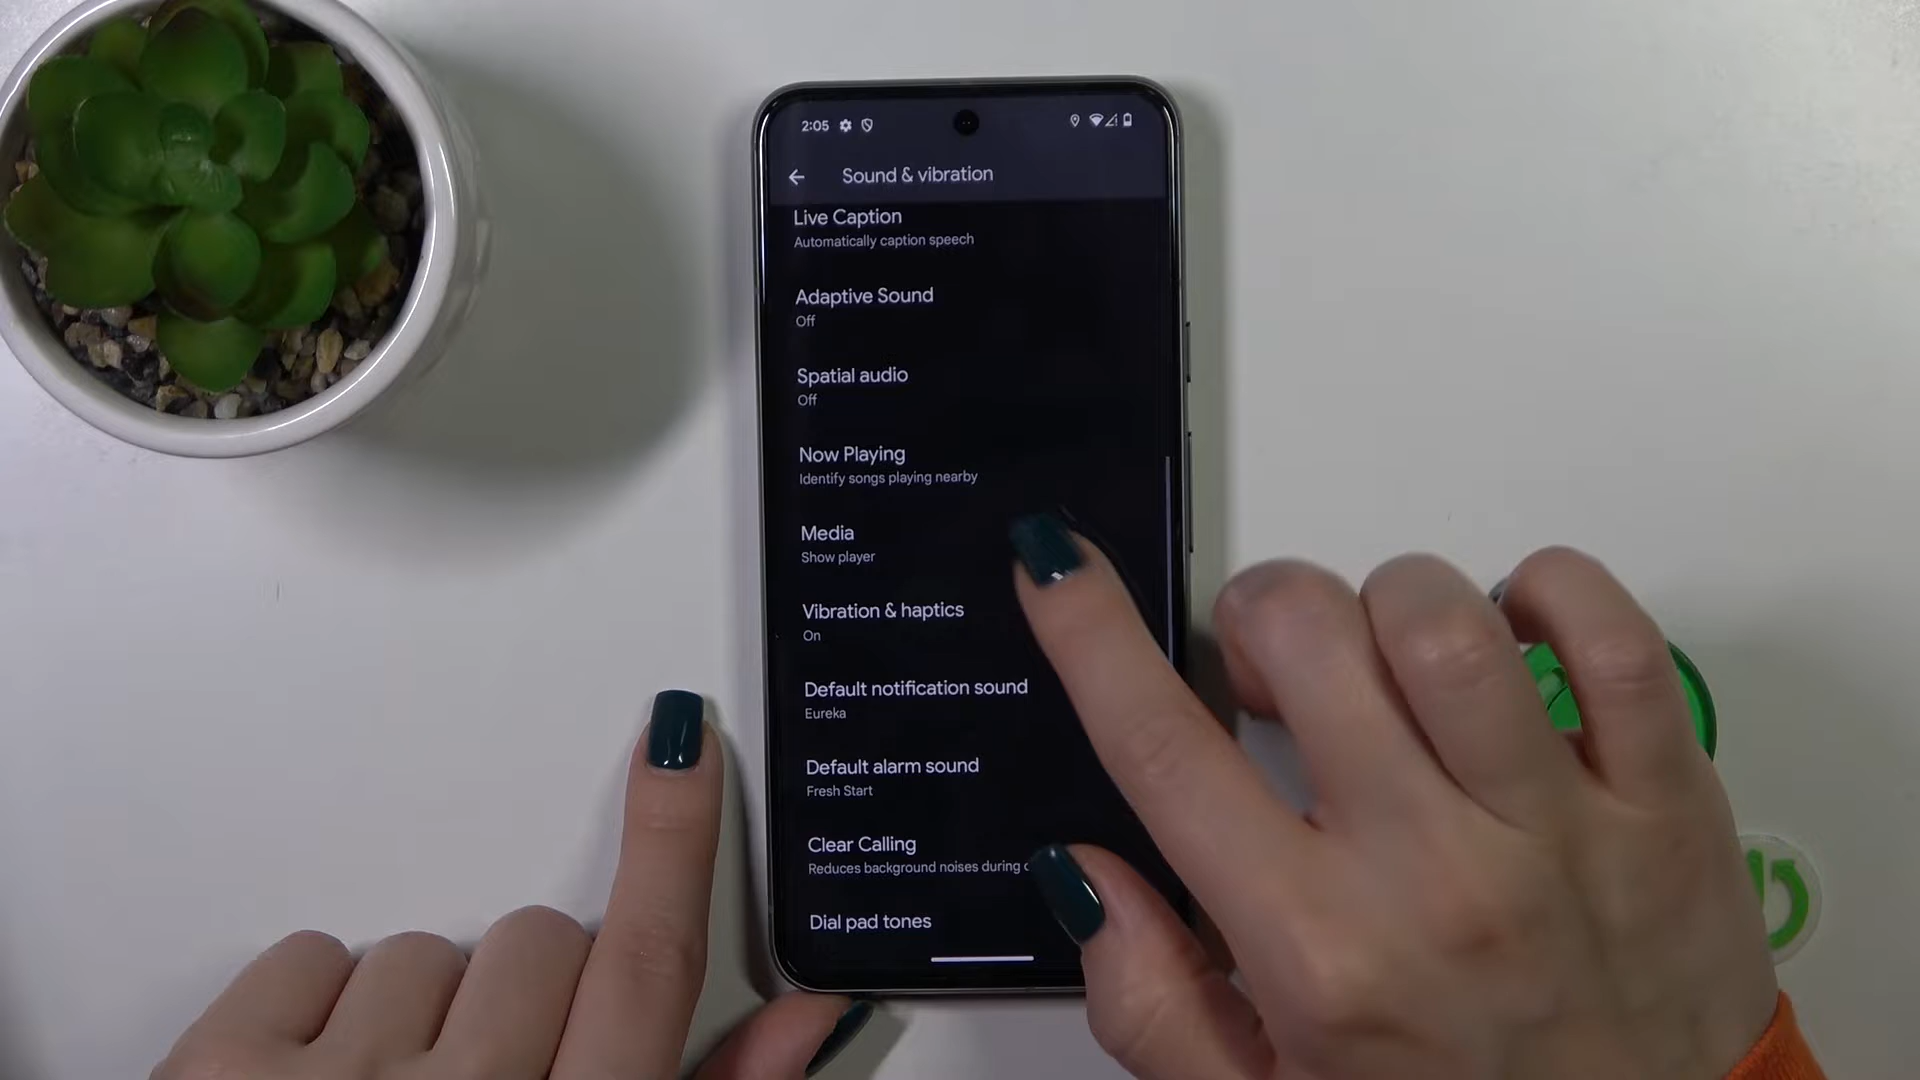 2:05
Sound & vibration
Live Caption
Automatically caption speech
Adaptive Sound
Off
Spatial audio
Off
Now Playing
Identify songs playing nearby
Media
Show player
Vibration & haptics
On
Default notification sound
Eureka
Default alarm sound
Fresh Start
Clear Calling
Reduces background noises during
Dial pad tones